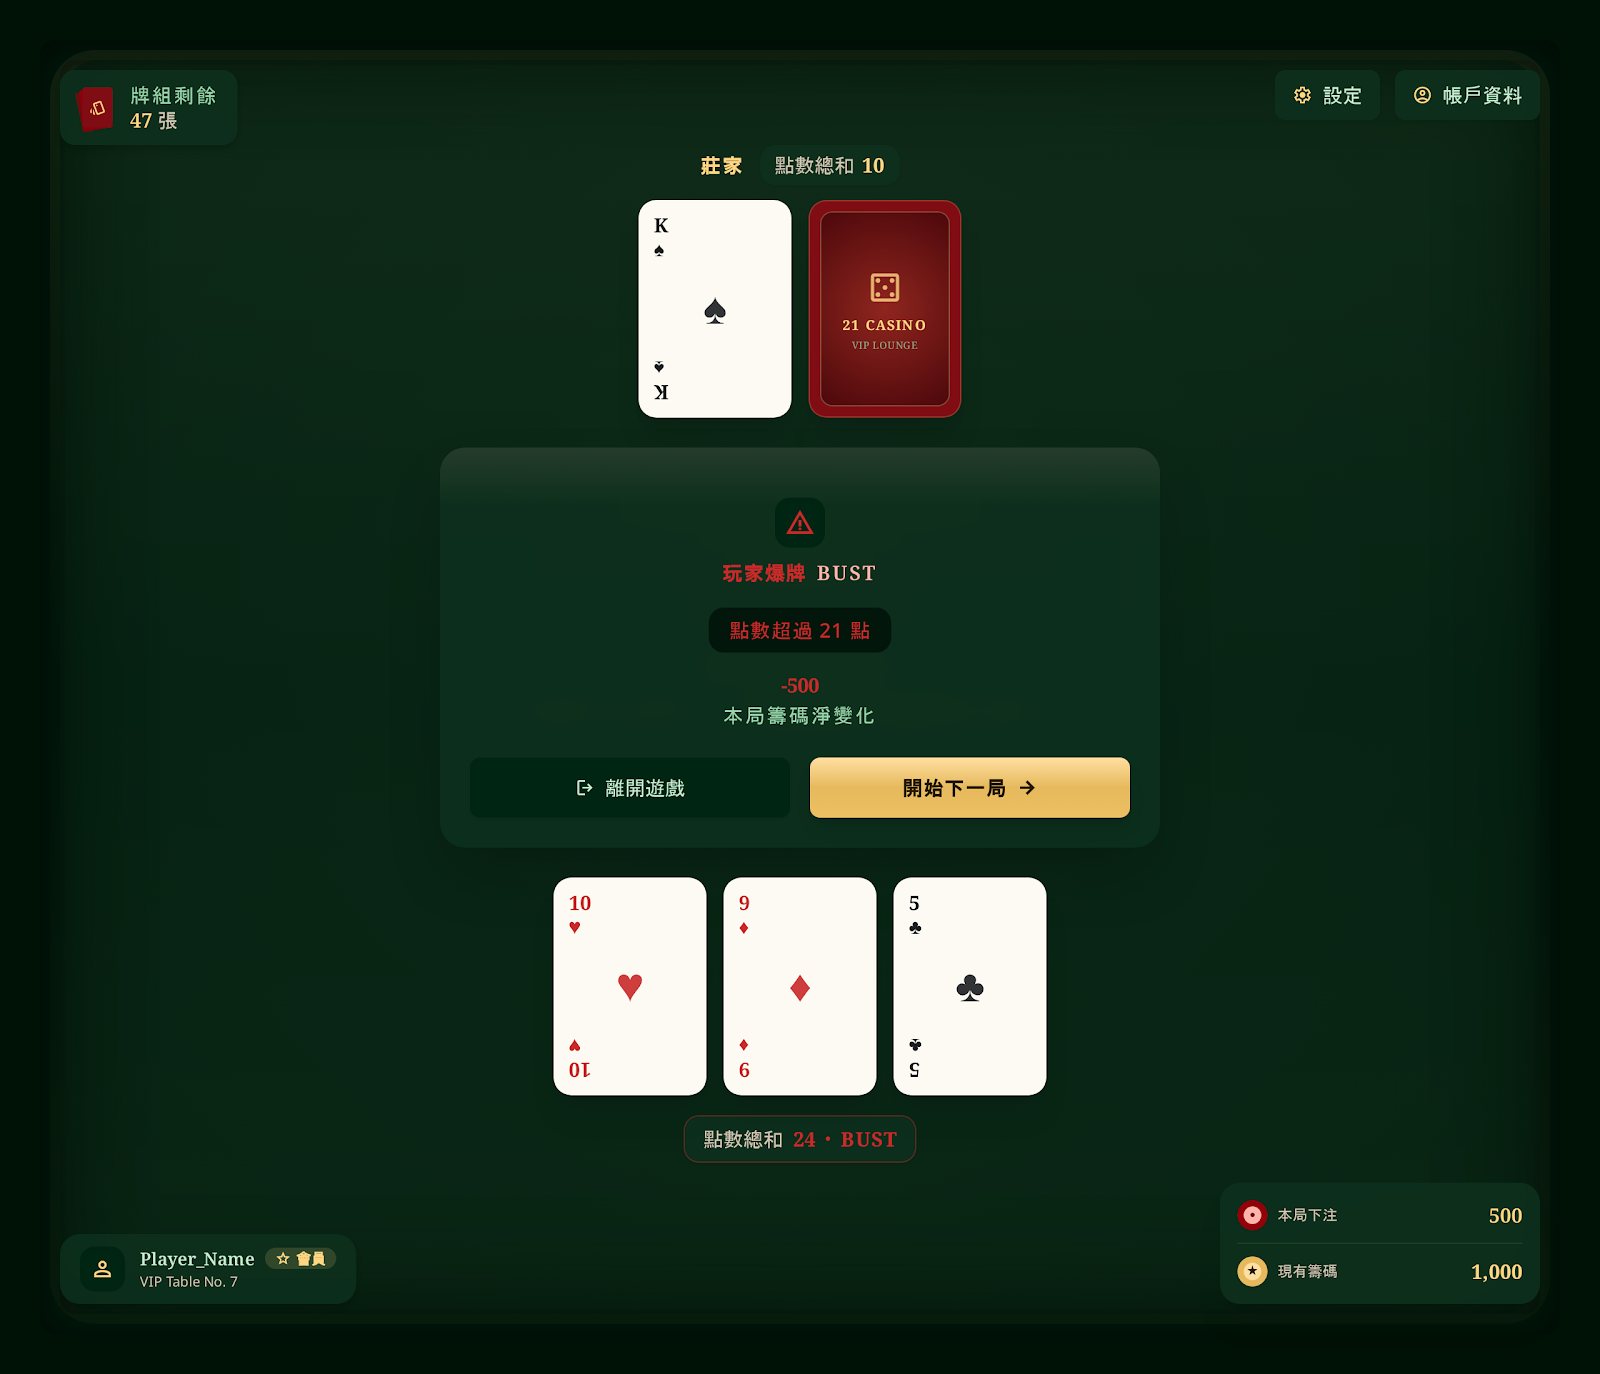 牌組剩餘
47 張
設定
帳戶資料
莊家 點數總和 10
K
♠
♠
♠
K
21 CASINO
VIP LOUNGE
玩家爆牌 BUST
點數超過 21 點
-500
本局籌碼淨變化
離開遊戲
開始下一局 →
10
♥
♥
♥
10
9
♦
♦
♦
9
5
♣
♣
♣
5
點數總和 24 · BUST
Player_Name ☆ 會員
VIP Table No. 7
本局下注 500
現有籌碼 1,000